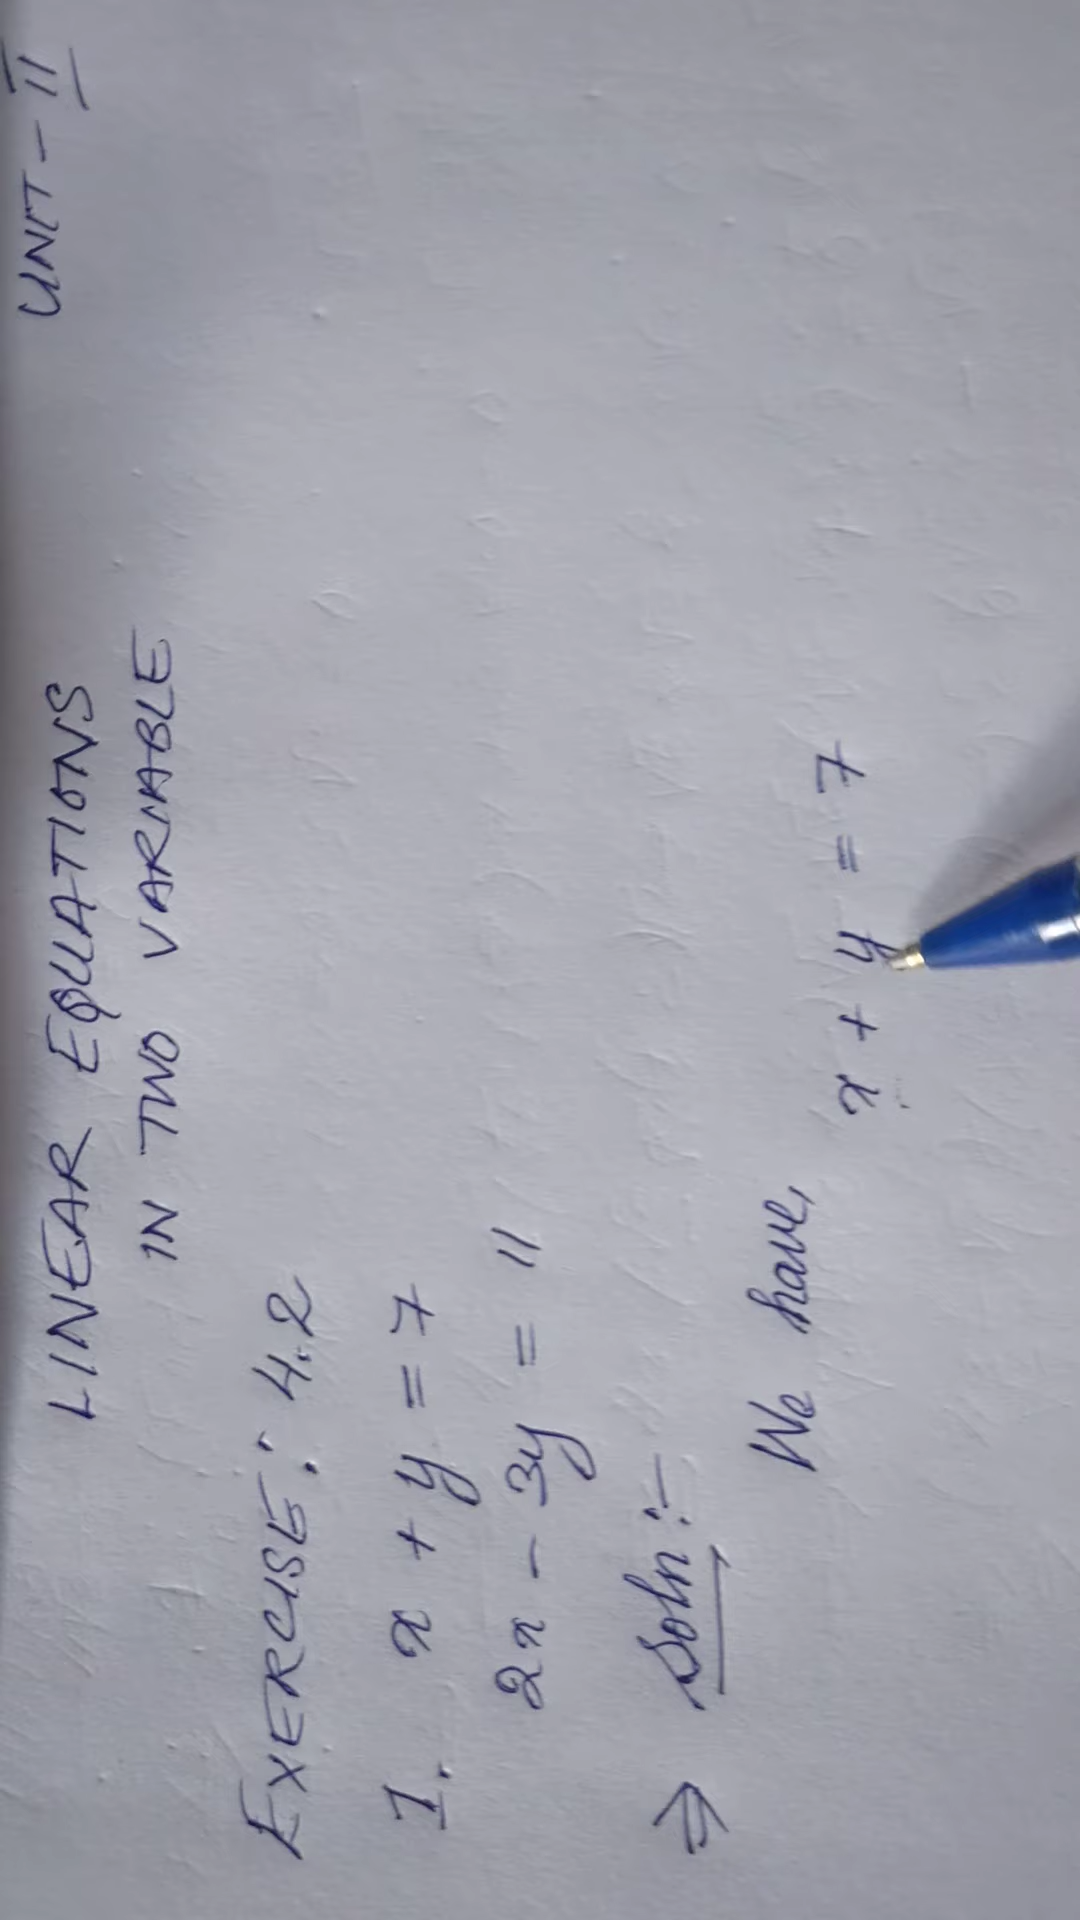 UNIT - II
LINEAR EQUATIONS
IN TWO VARIABLE
EXERCISE : 4.2
1. x + y = 7
2x - 3y = 11
⇒ Soln :-
We have,
x + y = 7